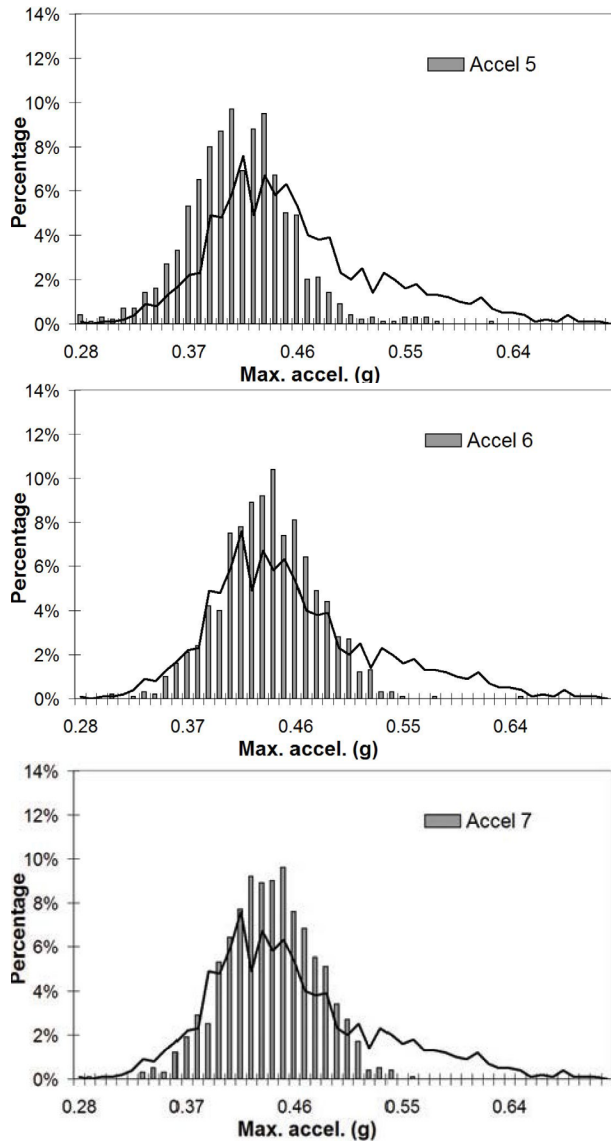 14%
12%
10%
8%
6%
4%
2%
0%
Percentage
Accel 5
0.28 0.37 0.46 0.55 0.64
Max. accel. (g)
14%
12%
10%
8%
6%
4%
2%
0%
Percentage
Accel 6
0.28 0.37 0.46 0.55 0.64
Max. accel. (g)
14%
12%
10%
8%
6%
4%
2%
0%
Percentage
Accel 7
0.28 0.37 0.46 0.55 0.64
Max. accel. (g)